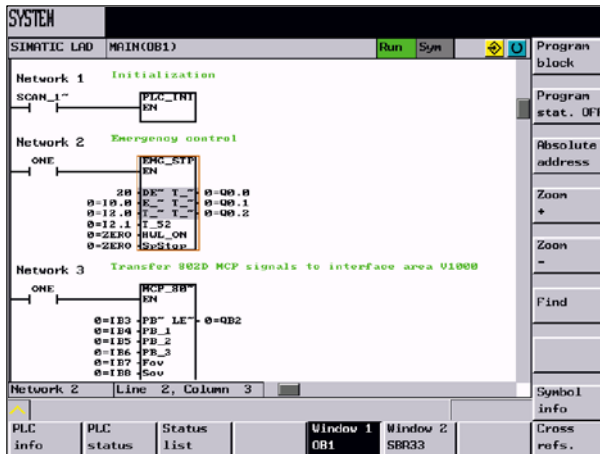 SYSTEM
SIMATIC LAD MAIN(OB1) Run Sym
Network 1 Initialization
SCAN_1~ PLC_INI
EN
Network 2 Emergency control
ONE EMG_STP
EN
20 DE~ T_~ 0=Q0.0
0=I0.0 E_~ T_~ 0=Q0.1
0=I2.0 T_~ T_~ 0=Q0.2
0=I2.1 T_52
0=ZERO HWL_ON
0=ZERO SpStop
Network 3 Transfer 802D MCP signals to interface area V1000
ONE MCP_80~
EN
0=IB3 PB~ LE~ 0=QB2
0=IB4 PB_1
0=IB5 PB_2
0=IB6 PB_3
0=IB7 Fov
0=IB8 Sov
Network 2 Line 2, Column 3
Program
block
Program
stat. OFF
Absolute
address
Zoom
+
Zoom
-
Find
Symbol
info
PLC
info
PLC
status
Status
list
Window 1
OB1
Window 2
SBR33
Cross
refs.